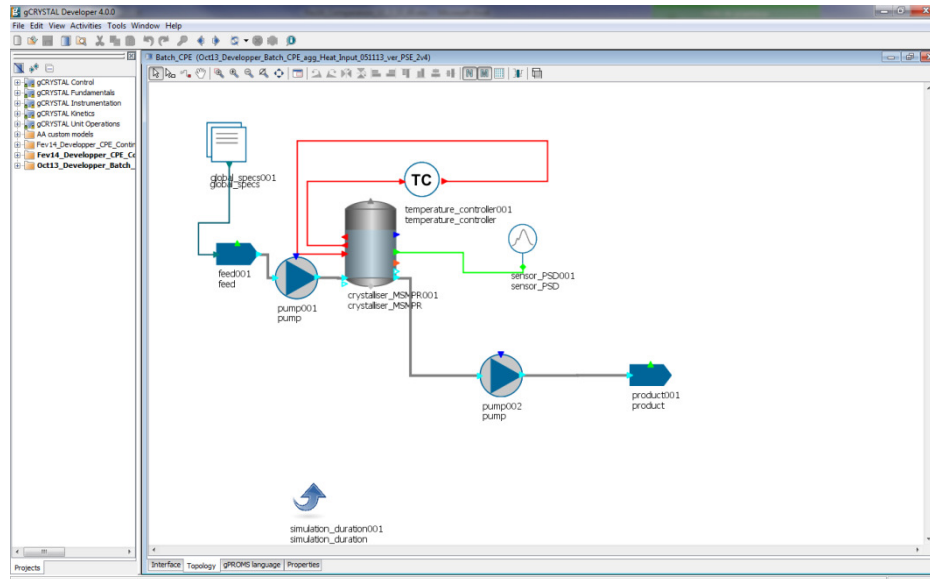 gCRYSTAL Developer 4.0.0
File Edit View Activities Tools Window Help
Batch_CPE (Oct13_Developper_Batch_CPE_agg_Heat_Input_051113_ver_PSE_2v4)
gCRYSTAL Control
gCRYSTAL Fundamentals
gCRYSTAL Instrumentation
gCRYSTAL Kinetics
gCRYSTAL Unit Operations
AA custom models
Fev14_Developper_CPE_Contin
Fev14_Developper_CPE_Co
Oct13_Developper_Batch_
global_specs001
global_specs
TC
temperature_controller001
temperature_controller
feed001
feed
sensor_PSD001
sensor_PSD
crystalliser_MSMPR001
crystalliser_MSMPR
pump001
pump
product001
product
pump002
pump
simulation_duration001
simulation_duration
Projects
Interface Topology gPROMS language Properties